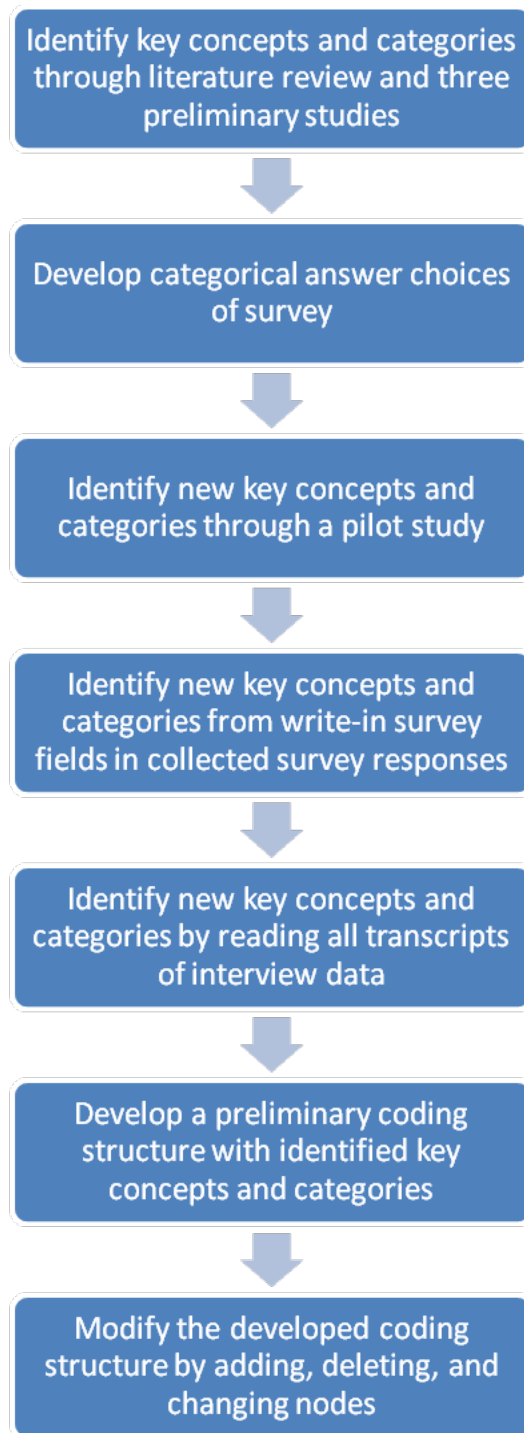 Identify key concepts and categories
through literature review and three
preliminary studies
Develop categorical answer choices
of survey
Identify new key concepts and
categories through a pilot study
Identify new key concepts and
categories from write-in survey
fields in collected survey responses
Identify new key concepts and
categories by reading all transcripts
of interview data
Develop a preliminary coding
structure with identified key
concepts and categories
Modify the developed coding
structure by adding, deleting, and
changing nodes